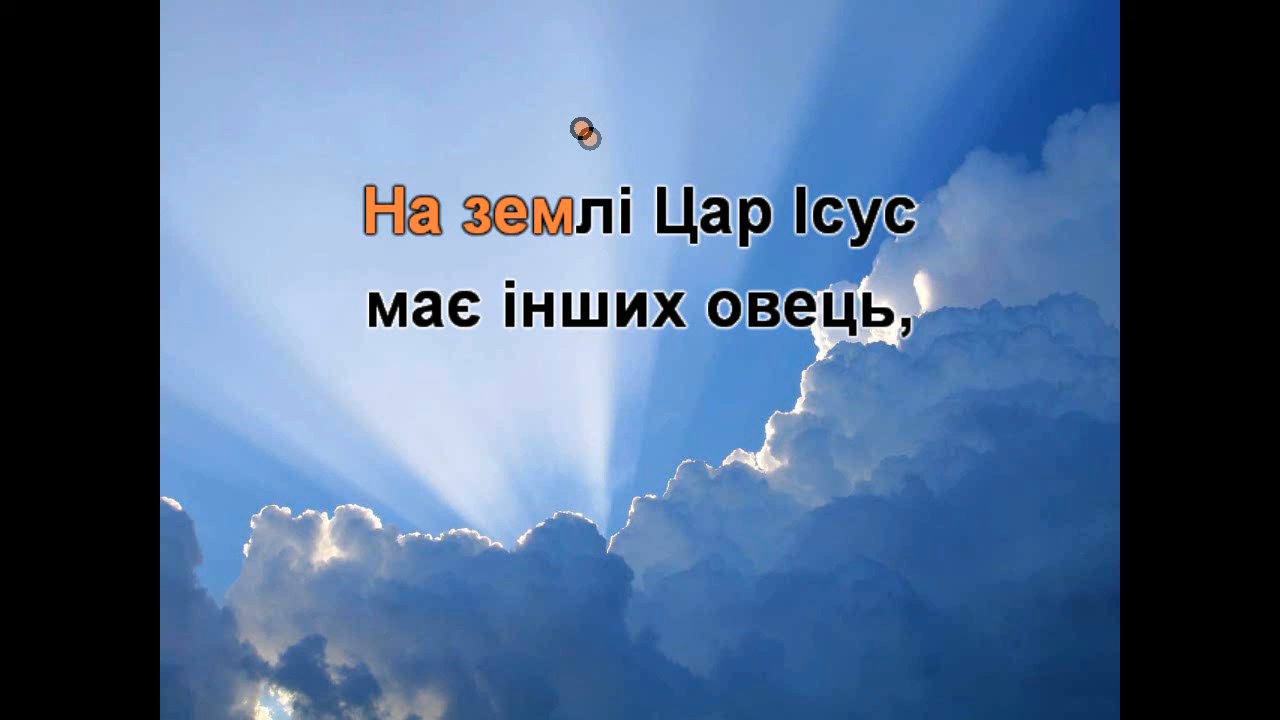 На землі Цар Ісус
має інших овець,